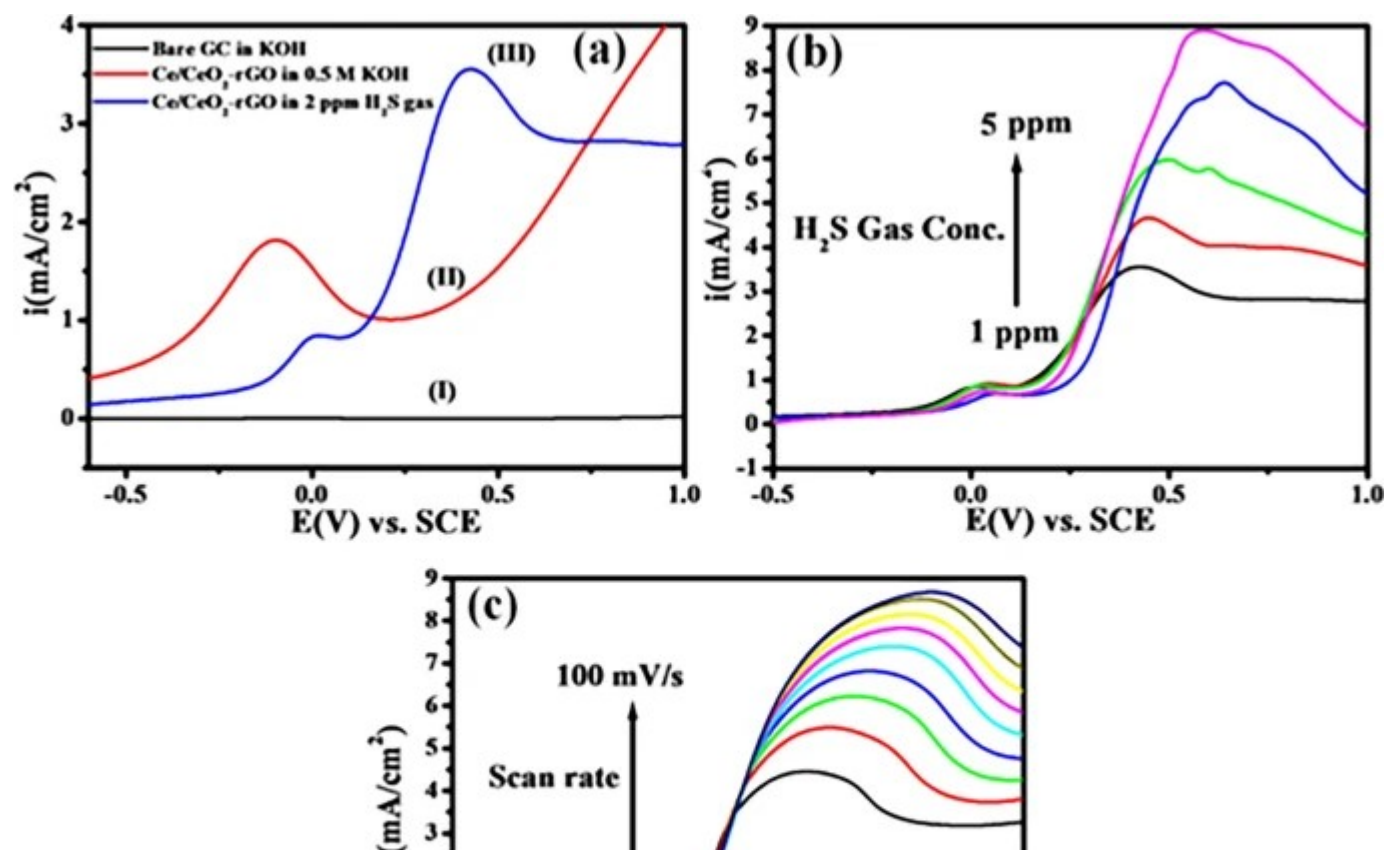 4
3
2
1
0
i(mA/cm²)
Bare GC in KOH
Ce/CeO₂-rGO in 0.5 M KOH
Ce/CeO₂-rGO in 2 ppm H₂S gas
(III)
(a)
(II)
(I)
-0.5
0.0
0.5
1.0
E(V) vs. SCE
9
8
7
6
5
4
3
2
1
0
-1
(b)
5 ppm
H₂S Gas Conc.
1 ppm
-0.5
0.0
0.5
1.0
E(V) vs. SCE
9
8
7
6
5
4
3
(mA/cm²)
(c)
100 mV/s
Scan rate